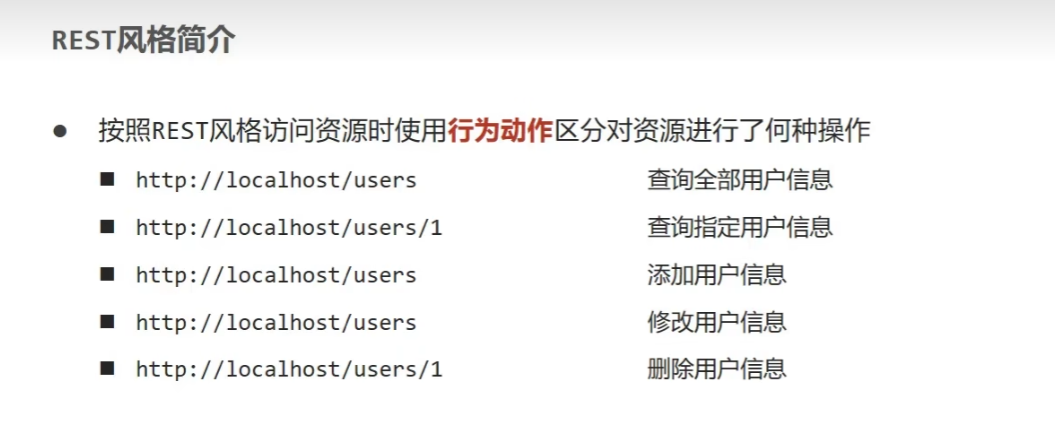 REST风格简介
● 按照REST风格访问资源时使用行为动作区分对资源进行了何种操作
■ http://localhost/users 查询全部用户信息
■ http://localhost/users/1 查询指定用户信息
■ http://localhost/users 添加用户信息
■ http://localhost/users 修改用户信息
■ http://localhost/users/1 删除用户信息